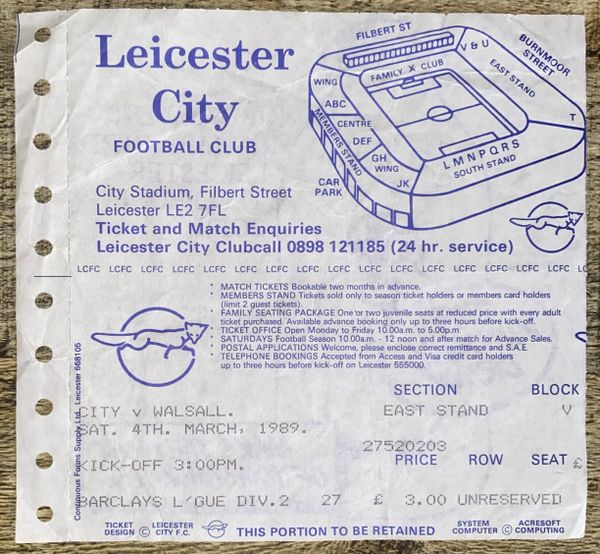 Leicester
City
FOOTBALL CLUB
City Stadium, Filbert Street
Leicester LE2 7FL
Ticket and Match Enquiries
Leicester City Clubcall 0898 121185 (24 hr. service)
FILBERT ST
BURNMOOR
STREET
V & U
EAST STAND
FAMILY X CLUB
WING
ABC
CENTRE
DEF
GH
WING
JK
MEMBERS STAND
CAR
PARK
T
LMNPQRS
SOUTH STAND
LCFC LCFC LCFC LCFC LCFC LCFC LCFC LCFC LCFC LCFC LCFC LCFC LCFC LCFC LCFC LCFC LC
* MATCH TICKETS Bookable two months in advance.
* MEMBERS STAND Tickets sold only to season ticket holders or members card holders
(limit 2 guest tickets).
* FAMILY SEATING PACKAGE One or two juvenile seats at reduced price with every adult
ticket purchased. Available advance booking only up to three hours before kick-off.
* TICKET OFFICE Open Monday to Friday 10.00a.m. to 5.00p.m.
* SATURDAYS Football Season 10.00a.m. - 12 noon and after match for Advance Sales.
* POSTAL APPLICATIONS Welcome, please enclose correct remittance and S.A.E.
* TELEPHONE BOOKINGS Accepted from Access and Visa credit card holders
up to three hours before kick-off on Leicester 555000.
Continuous Forms Supply Ltd. Leicester 668105
SECTION BLOCK
CITY v WALSALL. EAST STAND V
SAT. 4TH. MARCH, 1989.
27520203
KICK-OFF 3:00PM. PRICE ROW SEAT £
BARCLAYS L'GUE DIV.2 27 £ 3.00 UNRESERVED
TICKET DESIGN © LEICESTER CITY F.C. THIS PORTION TO BE RETAINED SYSTEM COMPUTER © ACRESOFT COMPUTING